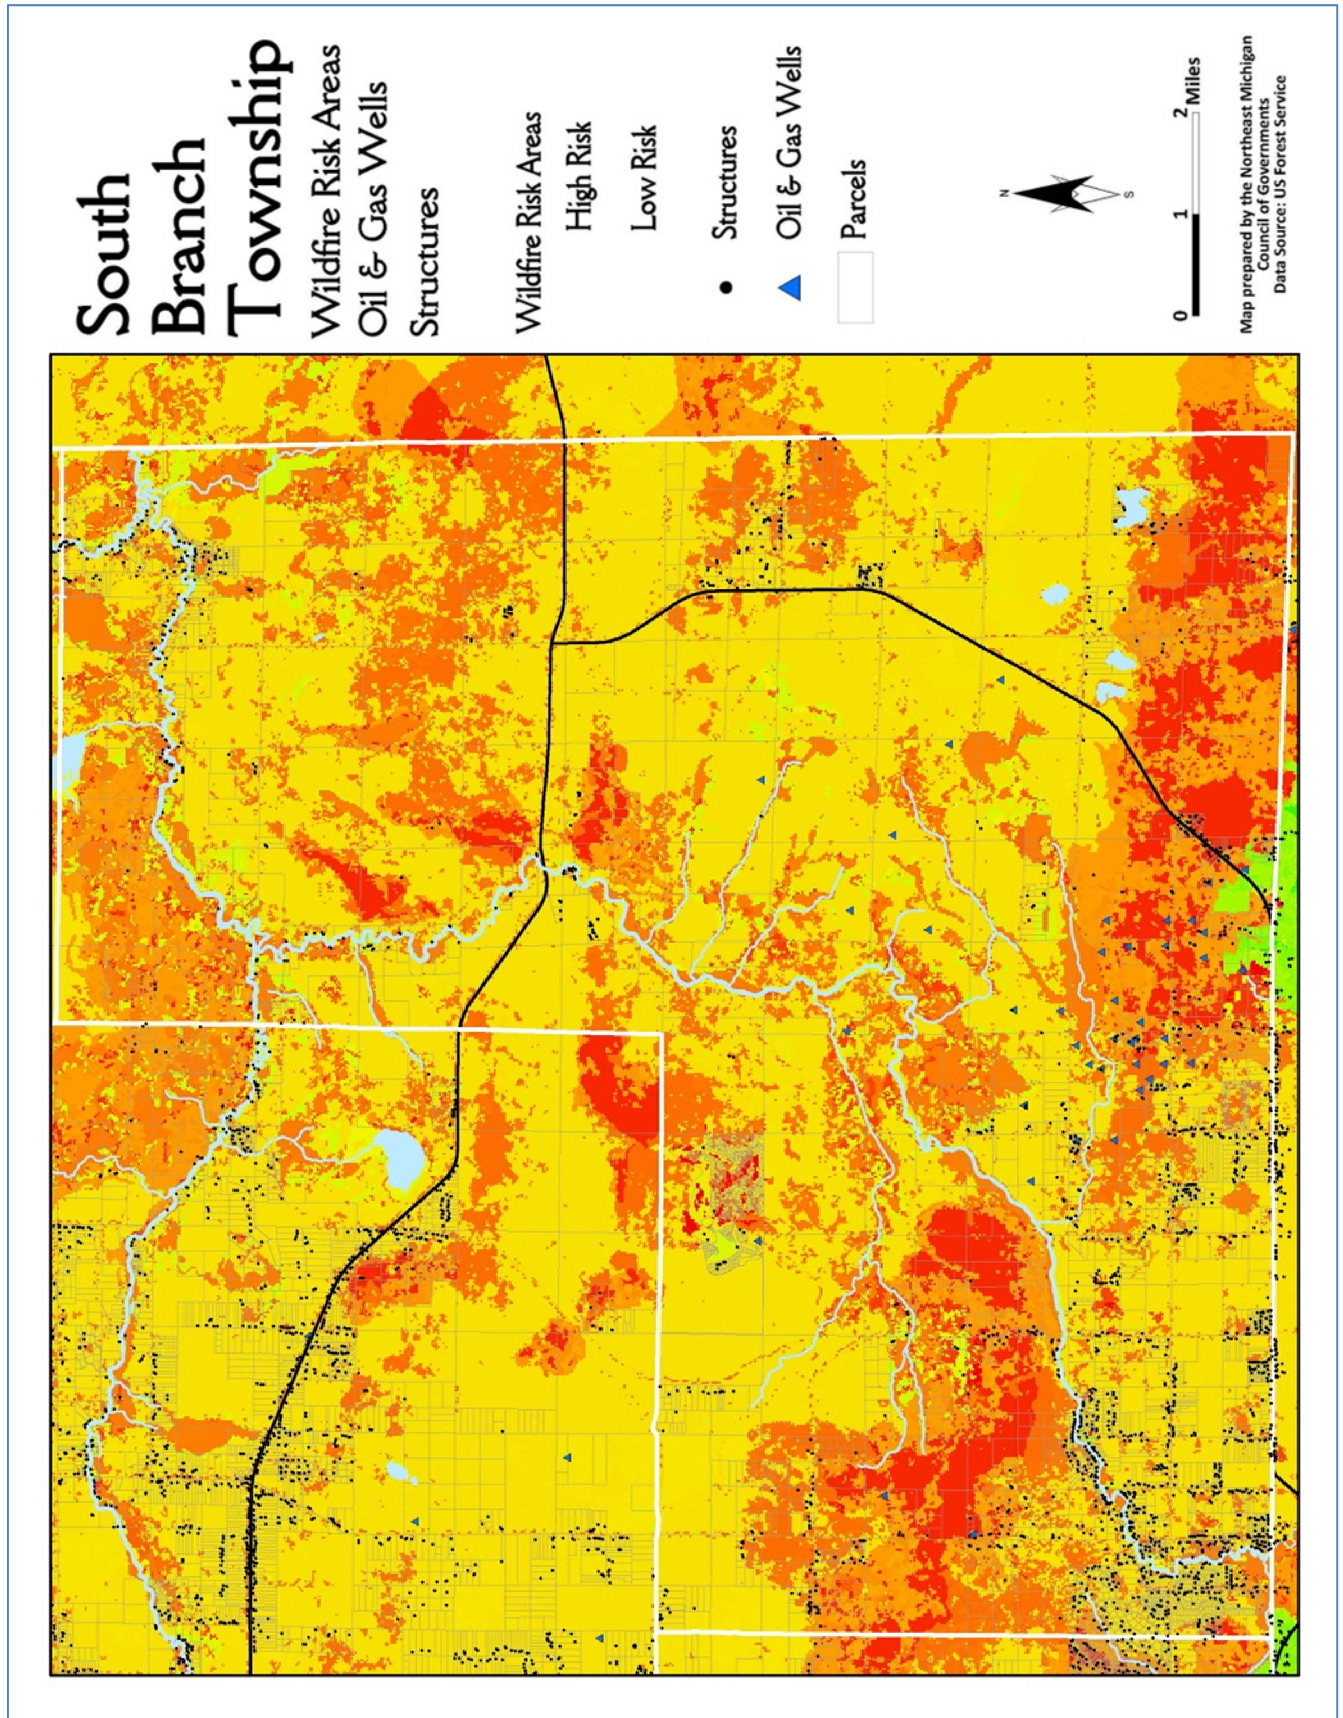 South
Branch
Township
Wildfire Risk Areas
Oil & Gas Wells
Structures
Wildfire Risk Areas
High Risk
Low Risk
Structures
Oil & Gas Wells
Parcels
N
S
0 1 2 Miles
Map prepared by the Northeast Michigan
Council of Governments
Data Source: US Forest Service